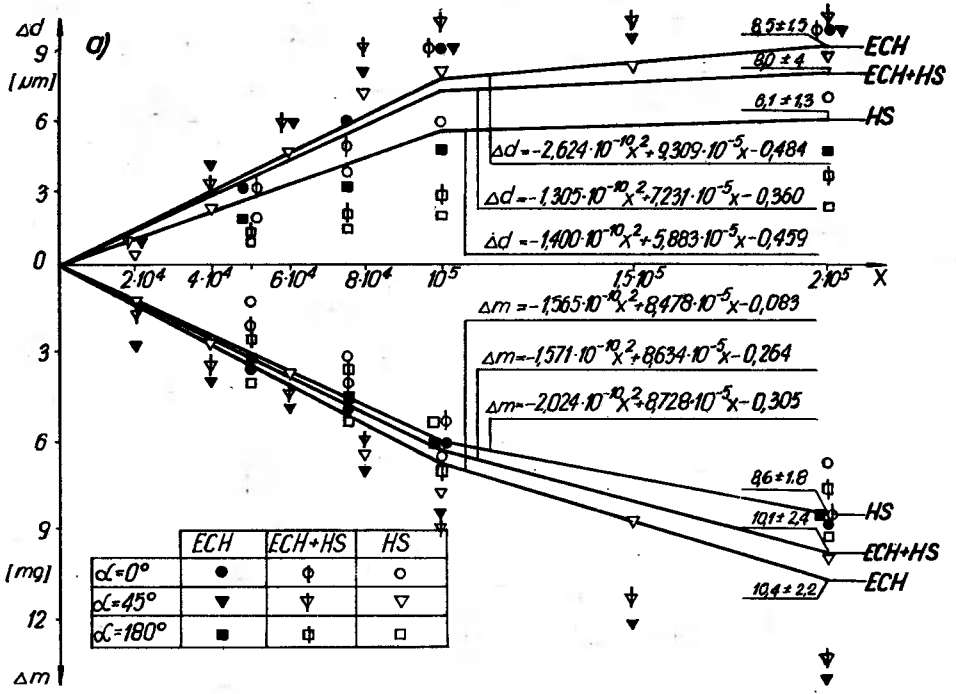 Δd
a)
9
[μm]
6
3
0
8,5 ± 1,5
ECH
8,0 ± 4
ECH+HS
6,1 ± 1,3
HS
Δd=-2,624·10⁻¹⁰x²+9,309·10⁻⁵x-0,484
Δd=-1,305·10⁻¹⁰x²+7,231·10⁻⁵x-0,360
Δd=-1,400·10⁻¹⁰x²+5,883·10⁻⁵x-0,459
2·10⁴ 4·10⁴ 6·10⁴ 8·10⁴ 10⁵ 1,5·10⁵ 2·10⁵ X
Δm=-1,565·10⁻¹⁰x²+8,478·10⁻⁵x-0,083
Δm=-1,571·10⁻¹⁰x²+8,634·10⁻⁵x-0,264
Δm=-2,024·10⁻¹⁰x²+8,728·10⁻⁵x-0,305
3
6
9
[mg]
12
Δm
8,6 ± 1,8
HS
10,1 ± 2,4
ECH+HS
10,4 ± 2,2
ECH
ECH ECH+HS HS
α=0°
α=45°
α=180°